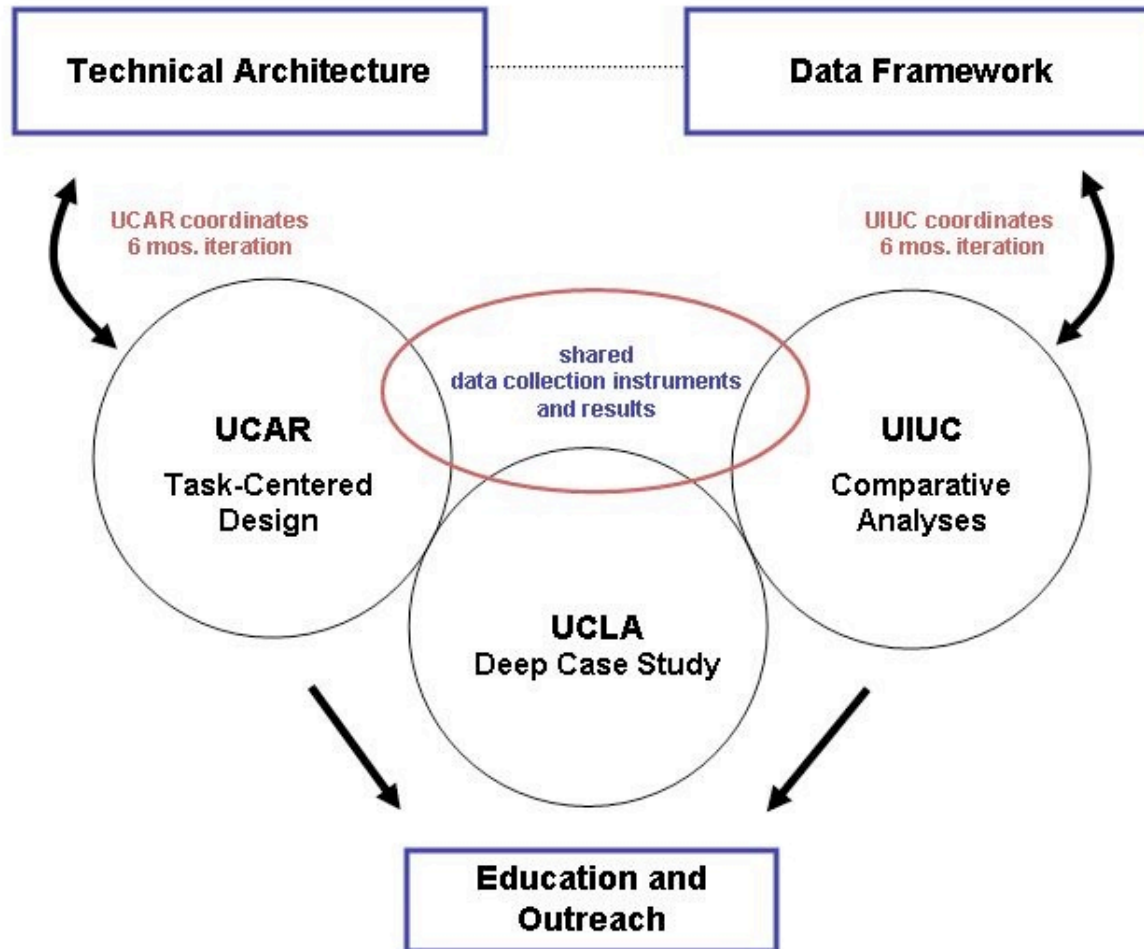 Technical Architecture
Data Framework
UCAR coordinates
6 mos. iteration
UIUC coordinates
6 mos. iteration
shared
data collection instruments
and results
UCAR
Task-Centered
Design
UIUC
Comparative
Analyses
UCLA
Deep Case Study
Education and
Outreach